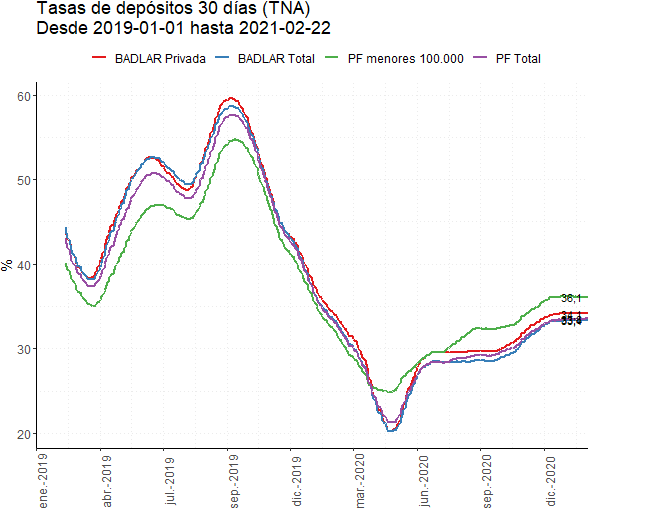 Tasas de depósitos 30 días (TNA)
Desde 2019-01-01 hasta 2021-02-22
BADLAR Privada BADLAR Total PF menores 100.000 PF Total
%
60
50
40
30
20
36,1
ene.-2019
abr.-2019
jul.-2019
sep.-2019
dic.-2019
mar.-2020
jun.-2020
sep.-2020
dic.-2020